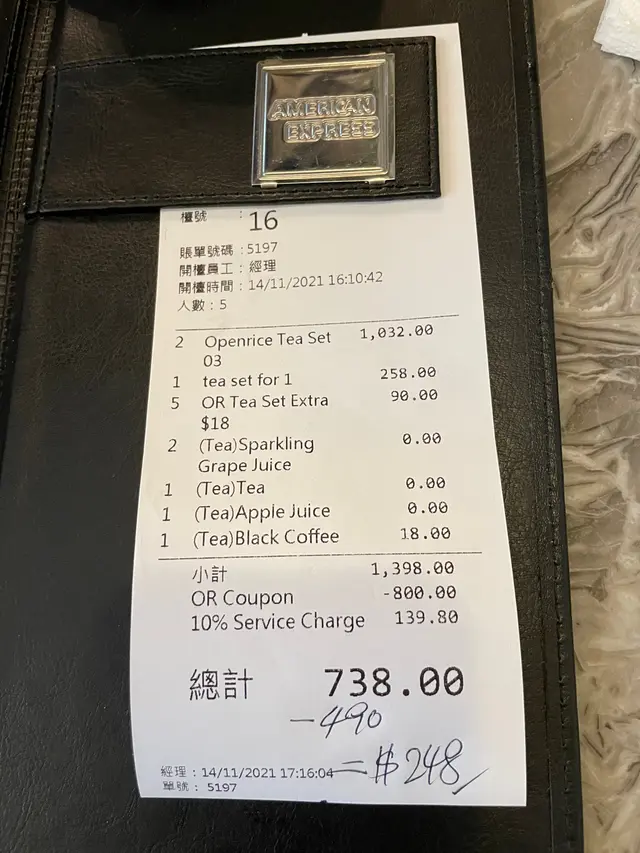 AMERICAN
EXPRESS
檯號 : 16
賬單號碼 : 5197
開檯員工 : 經理
開檯時間 : 14/11/2021 16:10:42
人數 : 5
2 Openrice Tea Set 1,032.00
03
1 tea set for 1 258.00
5 OR Tea Set Extra 90.00
$18
2 (Tea)Sparkling 0.00
Grape Juice
1 (Tea)Tea 0.00
1 (Tea)Apple Juice 0.00
1 (Tea)Black Coffee 18.00
小計 1,398.00
OR Coupon -800.00
10% Service Charge 139.80
總計 738.00
-490
=$248
經理 : 14/11/2021 17:16:04
單號 : 5197